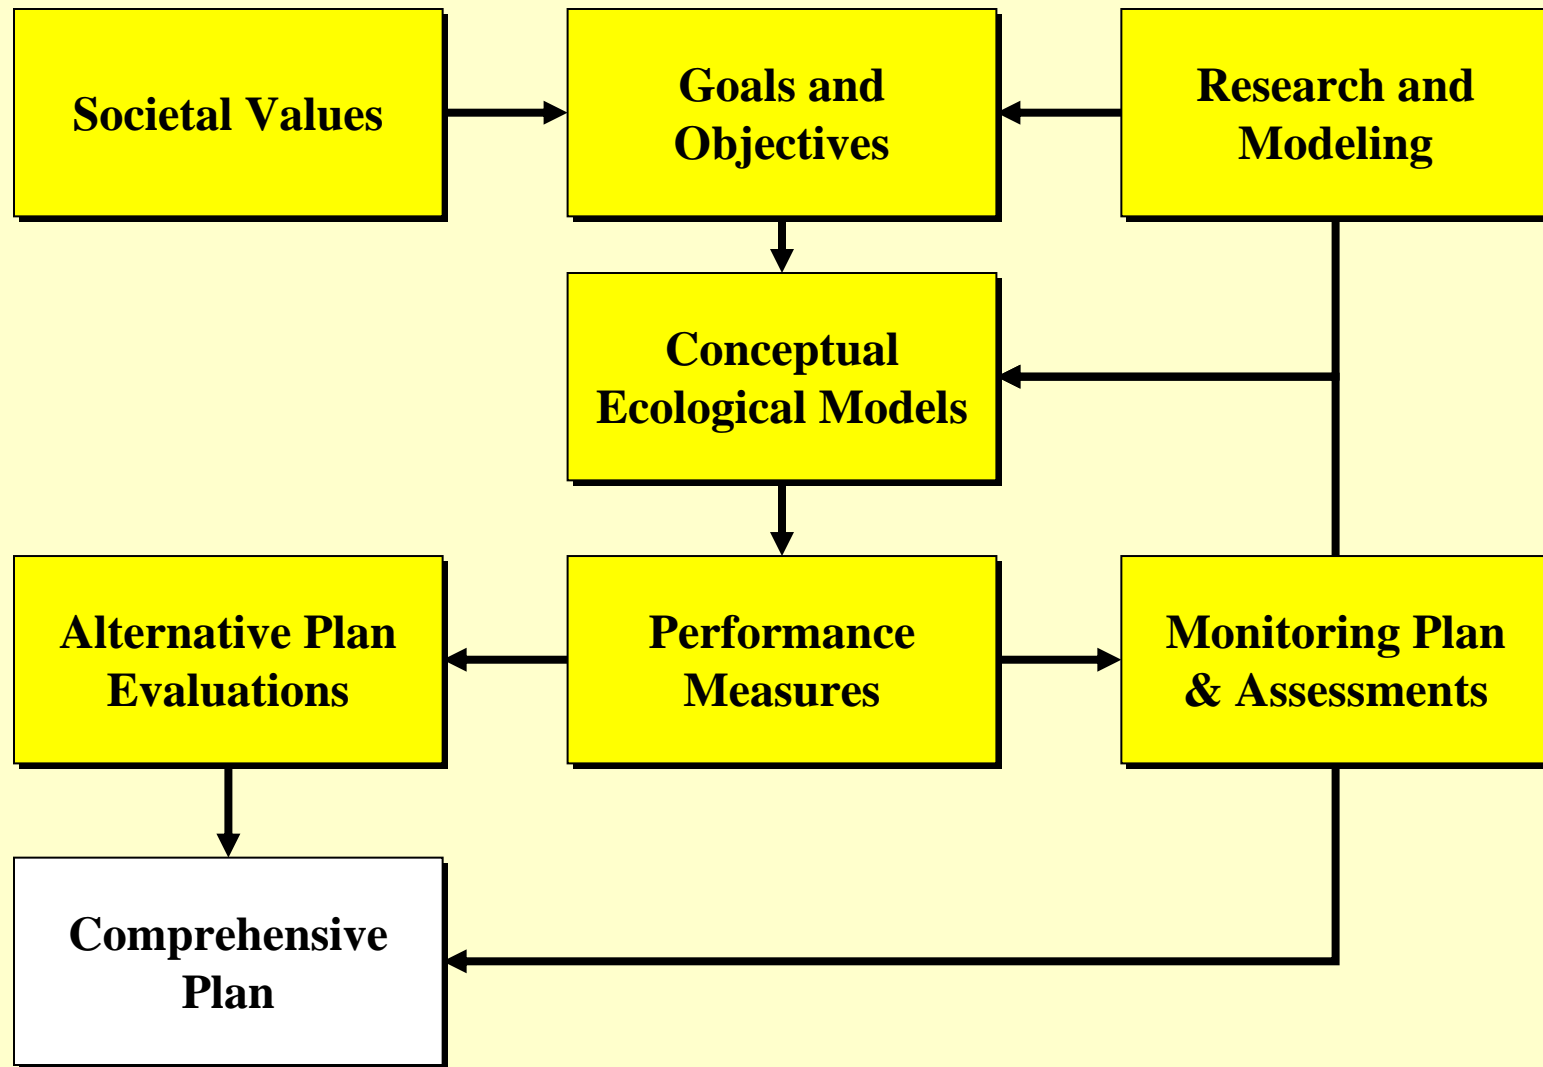 Societal Values
Goals and
Objectives
Research and
Modeling
Conceptual
Ecological Models
Alternative Plan
Evaluations
Performance
Measures
Monitoring Plan
& Assessments
Comprehensive
Plan